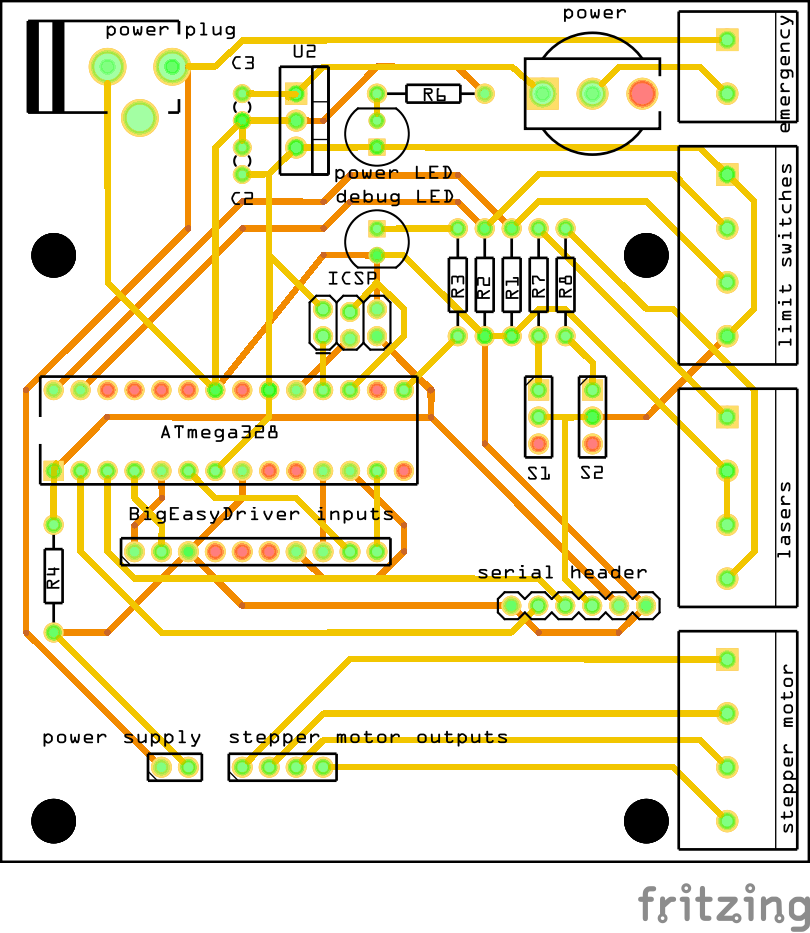 power
power plug
emergency
U2
C3
R6
power LED
C2
debug LED
limit switches
ICSP
R3
R2
R1
R7
R8
ATmega328
S1
S2
BigEasyDriver inputs
lasers
R4
serial header
power supply
stepper motor outputs
stepper motor
fritzing